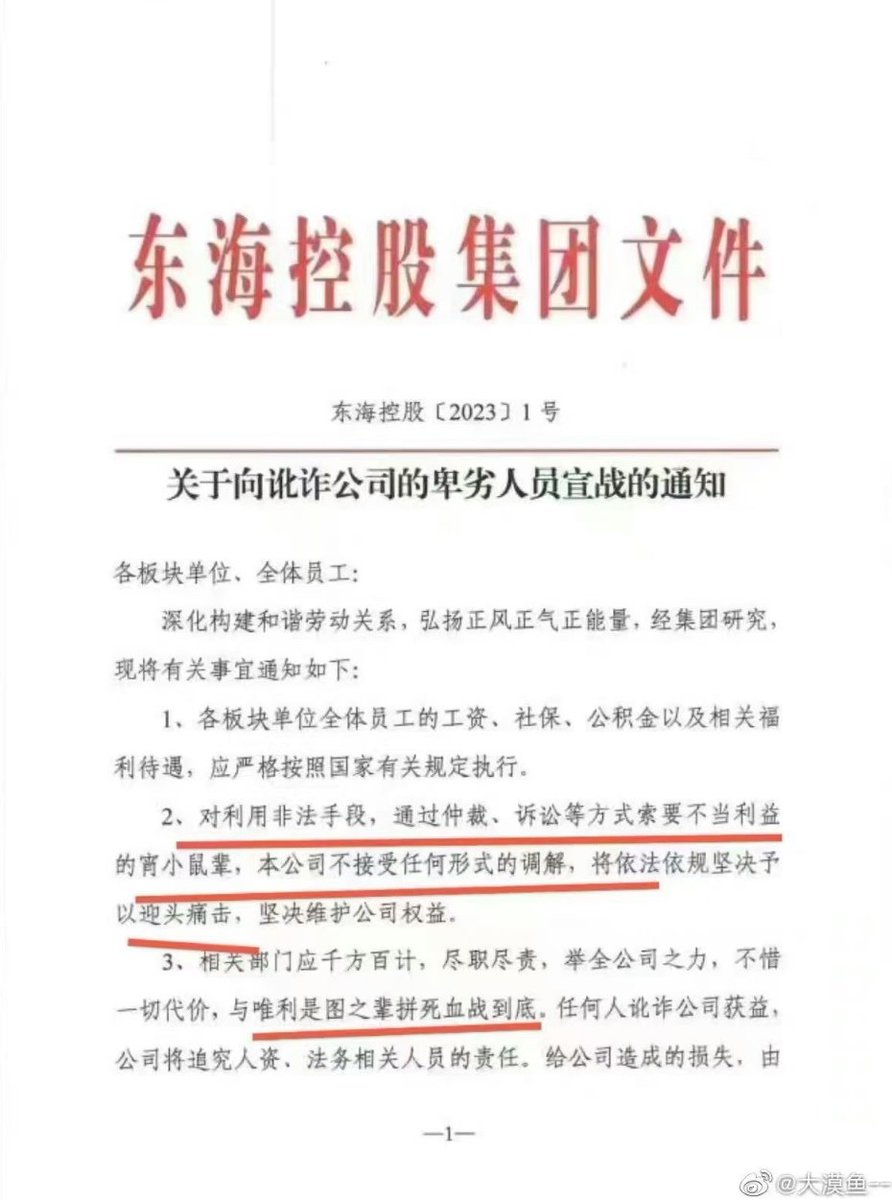 东海控股集团文件
东海控股〔2023〕1号
关于向讹诈公司的卑劣人员宣战的通知
各板块单位、全体员工：
深化构建和谐劳动关系，弘扬正风正气正能量，经集团研究，
现将有关事宜通知如下：
1、各板块单位全体员工的工资、社保、公积金以及相关福
利待遇，应严格按照国家有关规定执行。
2、对利用非法手段，通过仲裁、诉讼等方式索要不当利益
的宵小鼠辈，本公司不接受任何形式的调解，将依法依规坚决予
以迎头痛击，坚决维护公司权益。
3、相关部门应千方百计，尽职尽责，举全公司之力，不惜
一切代价，与唯利是图之辈拼死血战到底。任何人讹诈公司获益，
公司将追究人资、法务相关人员的责任。给公司造成的损失，由
—1—
@大漠鱼--